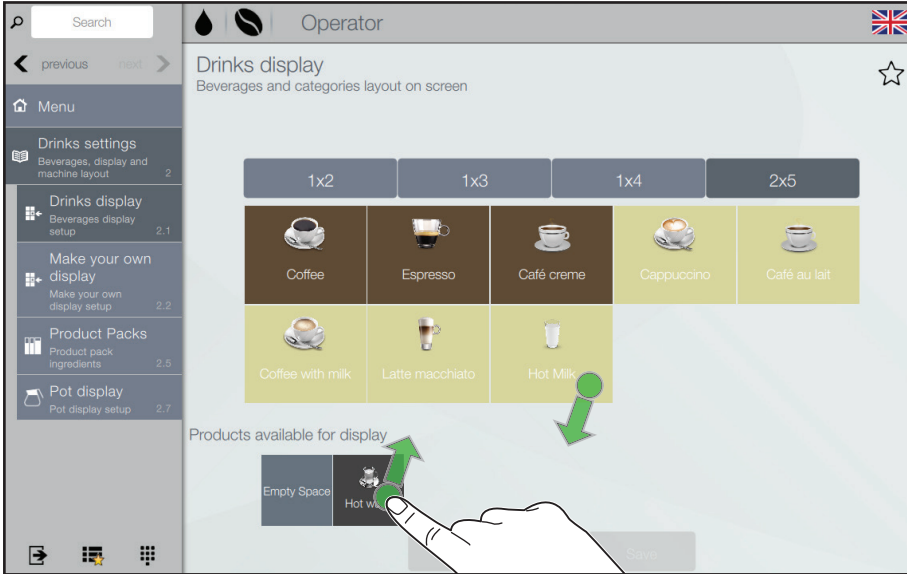 Search
Operator
previous
next
Menu
Drinks settings
Beverages, display and
machine layout
2
Drinks display
Beverages display
setup
2.1
Make your own
display
Make your own
display setup
2.2
Product Packs
Product pack
ingredients
2.5
Pot display
Pot display setup
2.7
Drinks display
Beverages and categories layout on screen
1x2
1x3
1x4
2x5
Coffee
Espresso
Café creme
Cappuccino
Café au lait
Coffee with milk
Latte macchiato
Hot Milk
Products available for display
Empty Space
Hot
Save